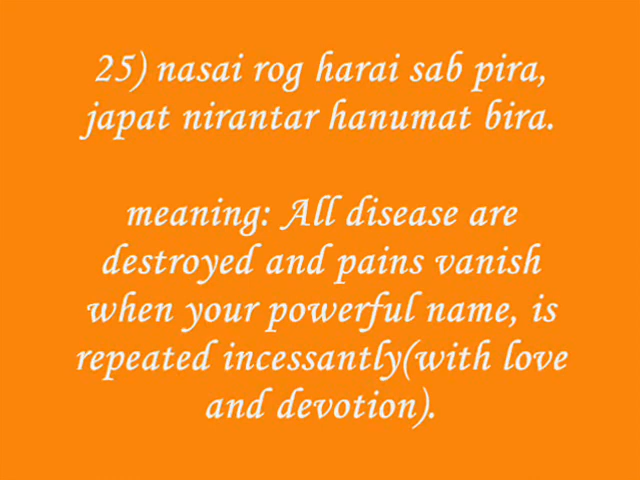 25) nasai rog harai sab pira,
japat nirantar hanumat bira.
meaning: All disease are
destroyed and pains vanish
when your powerful name, is
repeated incessantly(with love
and devotion).